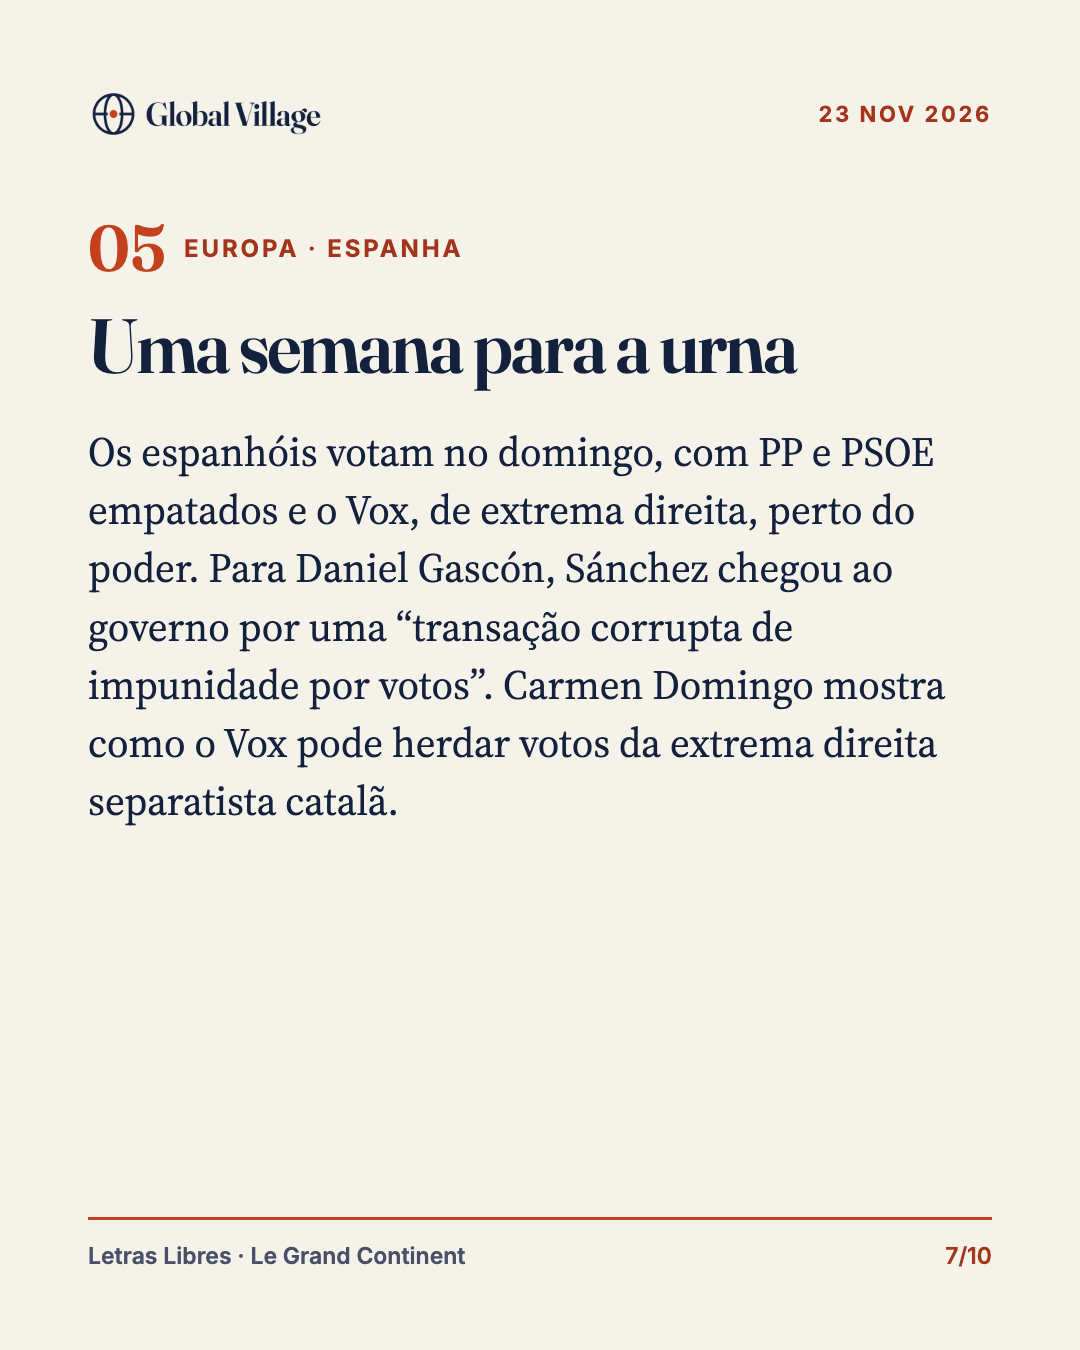 Global Village
23 NOV 2026
05
EUROPA · ESPANHA
Uma semana para a urna
Os espanhóis votam no domingo, com PP e PSOE
empatados e o Vox, de extrema direita, perto do
poder. Para Daniel Gascón, Sánchez chegou ao
governo por uma “transação corrupta de
impunidade por votos”. Carmen Domingo mostra
como o Vox pode herdar votos da extrema direita
separatista catalã.
Letras Libres · Le Grand Continent
7/10